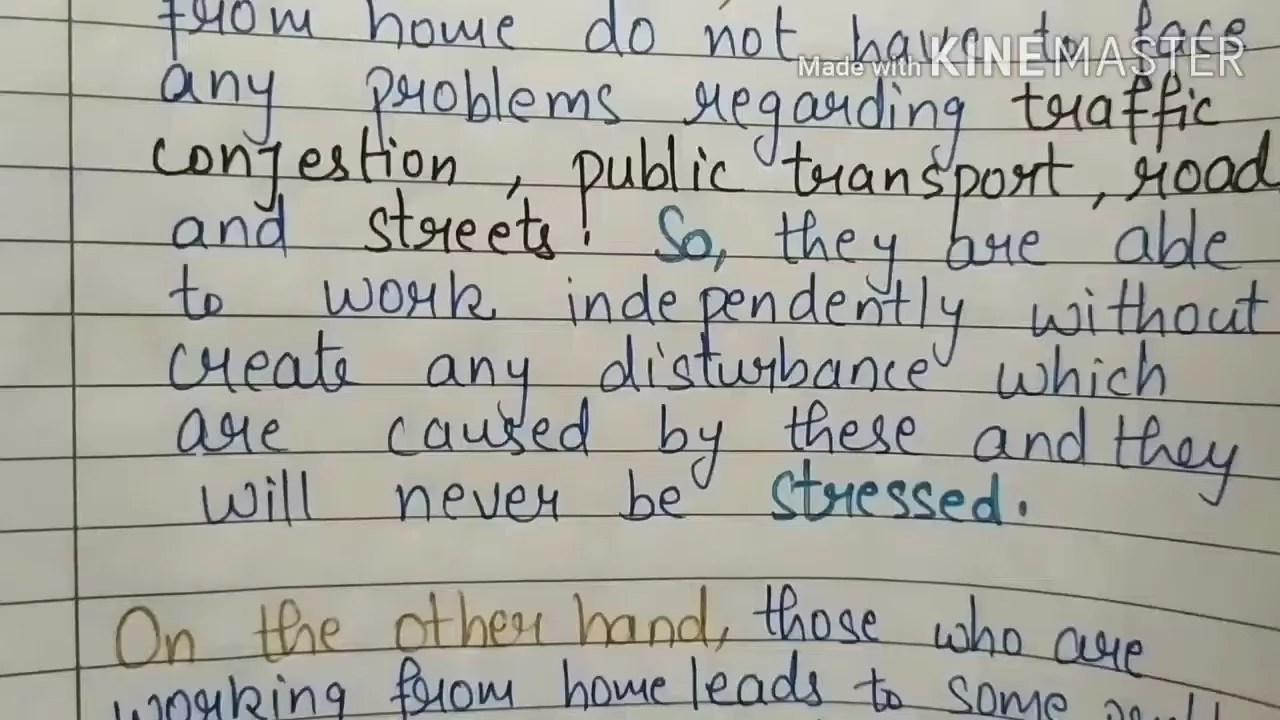 from home do not have to face
Made with KINEMASTER
any problems regarding traffic
congestion, public transport, road
and streets! So, they are able
to work independently without
create any disturbance which
are caused by these and they
will never be stressed.
On the other hand, those who are
working from home leads to some